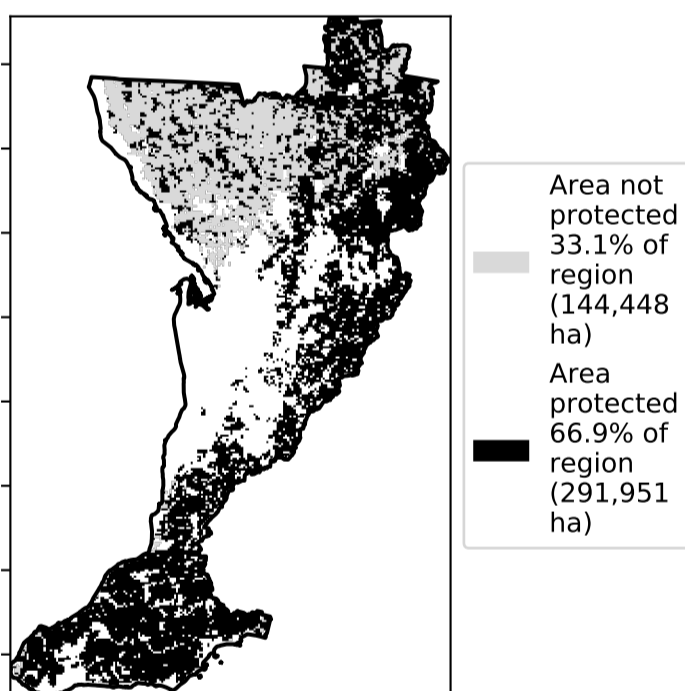 Area not
protected
33.1% of
region
(144,448
ha)
Area
protected
66.9% of
region
(291,951
ha)